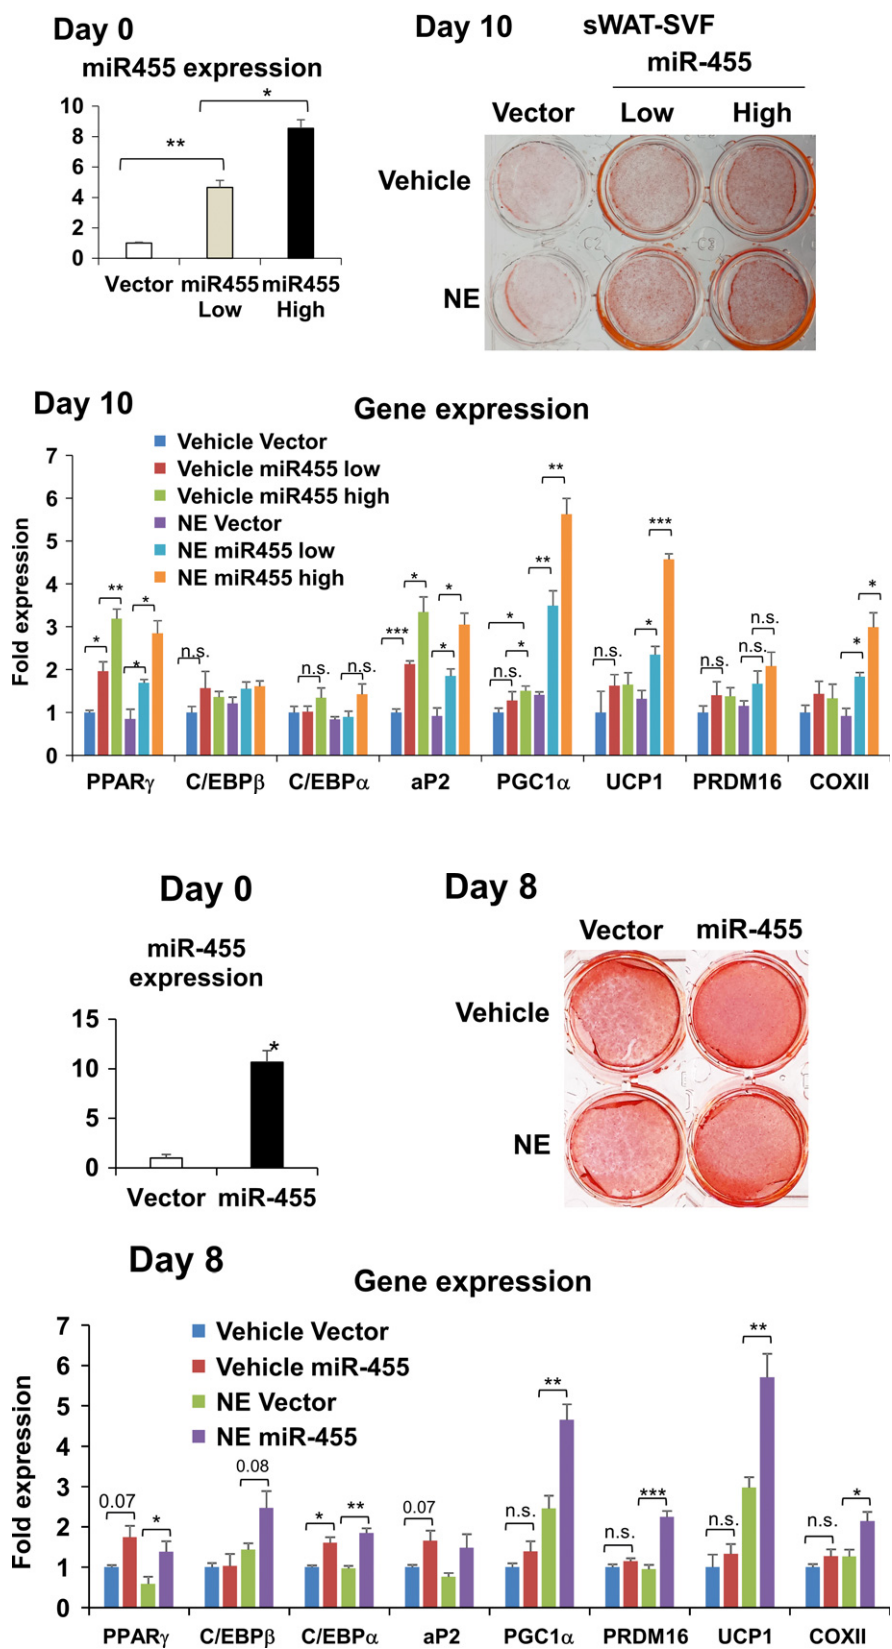 Day 0
miR455 expression
10
8
6
4
2
0
**
*
Vector
miR455
Low
miR455
High
Day 10
sWAT-SVF
miR-455
Vector
Low
High
Vehicle
NE
Day 10
Gene expression
Vehicle Vector
Vehicle miR455 low
Vehicle miR455 high
NE Vector
NE miR455 low
NE miR455 high
Fold expression
7
6
5
4
3
2
1
0
*
**
*
*
n.s.
n.s.
n.s.
***
*
*
*
n.s.
*
*
**
**
n.s.
*
***
n.s.
n.s.
n.s.
*
*
PPARγ
C/EBPβ
C/EBPα
aP2
PGC1α
UCP1
PRDM16
COXII
Day 0
miR-455
expression
15
10
5
0
*
Vector
miR-455
Day 8
Vector
miR-455
Vehicle
NE
Day 8
Gene expression
Vehicle Vector
Vehicle miR-455
NE Vector
NE miR-455
Fold expression
7
6
5
4
3
2
1
0
0.07
*
0.08
*
**
0.07
n.s.
**
n.s.
***
n.s.
**
n.s.
*
PPARγ
C/EBPβ
C/EBPα
aP2
PGC1α
PRDM16
UCP1
COXII